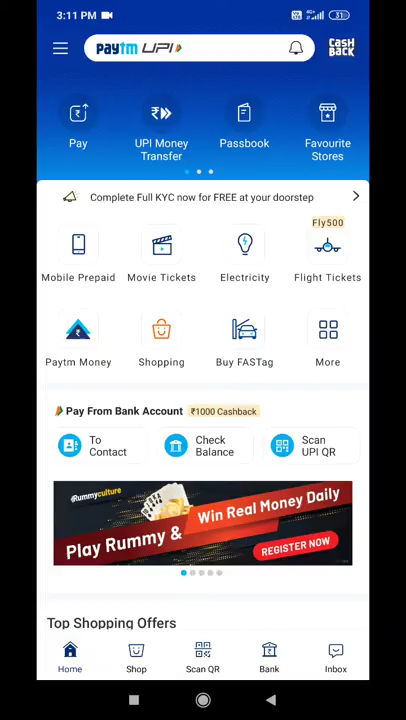 3:11 PM
4G+
31
paytm UPI
CASH
BACK
Pay
UPI Money
Transfer
Passbook
Favourite
Stores
Complete Full KYC now for FREE at your doorstep
Fly500
Mobile Prepaid
Movie Tickets
Electricity
Flight Tickets
Paytm Money
Shopping
Buy FASTag
More
Pay From Bank Account
₹1000 Cashback
To
Contact
Check
Balance
Scan
UPI QR
Rummyculture
Play Rummy &
Win Real Money Daily
REGISTER NOW
Top Shopping Offers
Home
Shop
Scan QR
Bank
Inbox